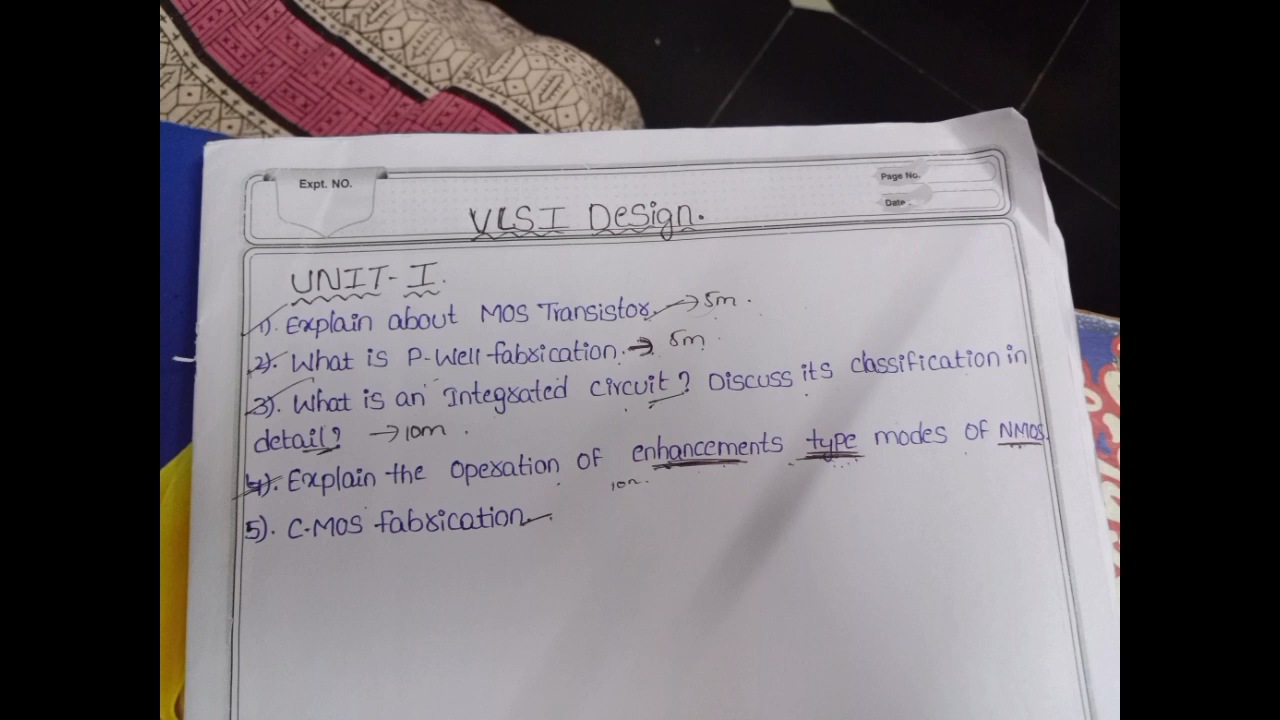 Expt. NO.
Page No.
Date
VLSI Design.
UNIT-I.
1). Explain about MOS Transistor. → 5m.
2). What is P-Well fabrication. → 5m.
3). What is an Integrated circuit? Discuss its classification in
detail? → 10m.
4). Explain the operation of enhancements type modes of NMOS.
10m.
5). C-MOS fabrication